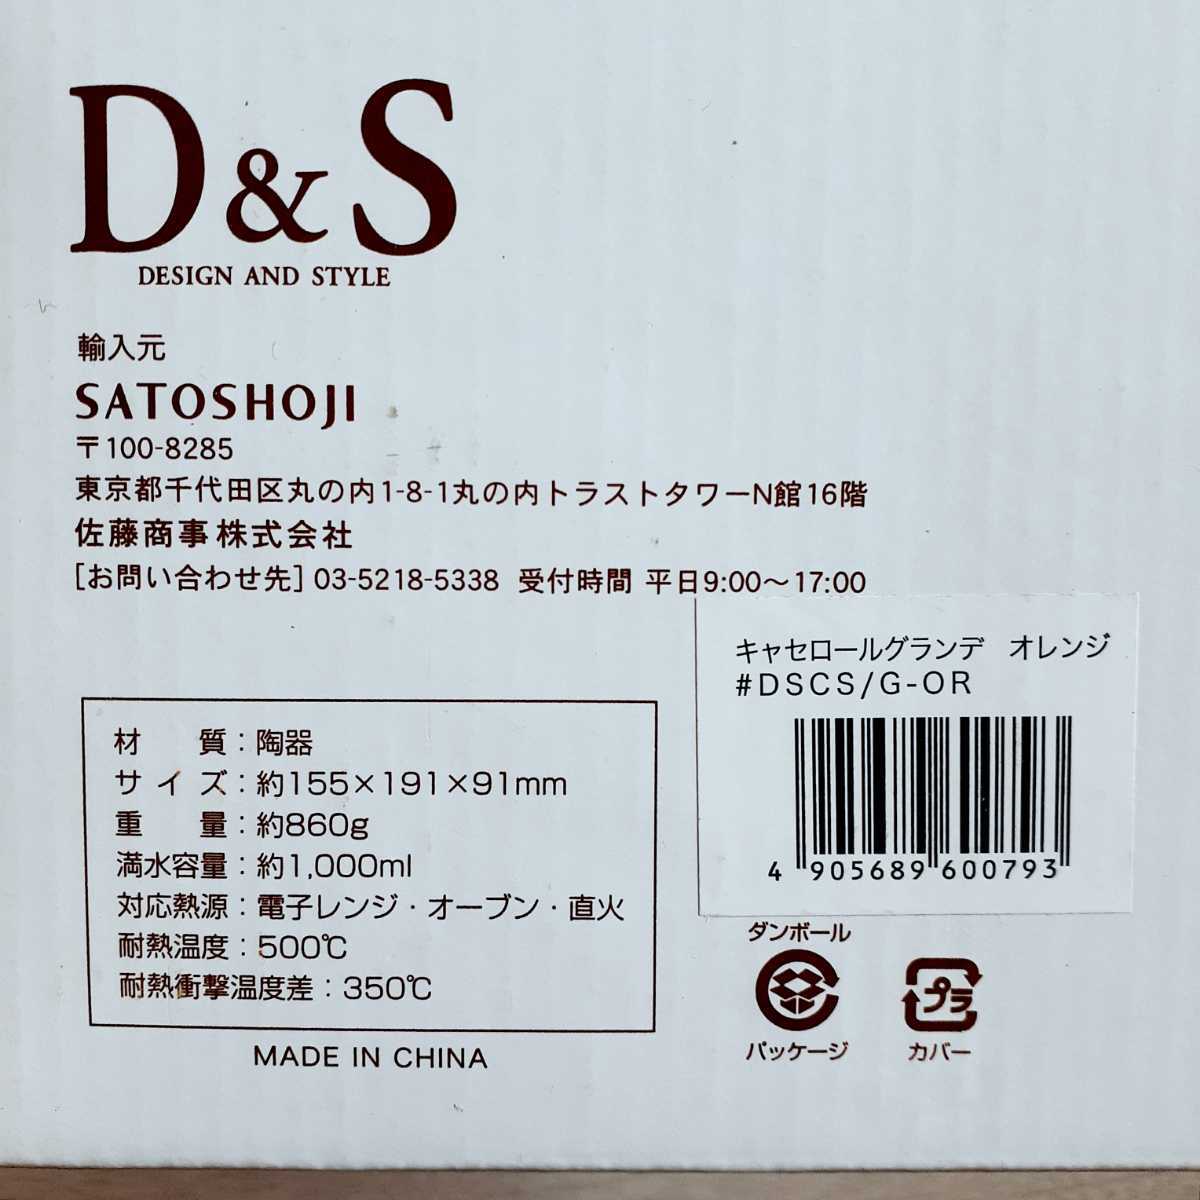 D&S
DESIGN AND STYLE
輸入元
SATOSHOJI
〒100-8285
東京都千代田区丸の内1-8-1丸の内トラストタワーN館16階
佐藤商事株式会社
[お問い合わせ先] 03-5218-5338 受付時間 平日9:00〜17:00
キャセロールグランデ オレンジ
#DSCS/G-OR
4 905689 600793
材 質：陶器
サイズ：約155×191×91mm
重 量：約860g
満水容量：約1,000ml
対応熱源：電子レンジ・オーブン・直火
耐熱温度：500℃
耐熱衝撃温度差：350℃
MADE IN CHINA
ダンボール
パッケージ
プラ
カバー